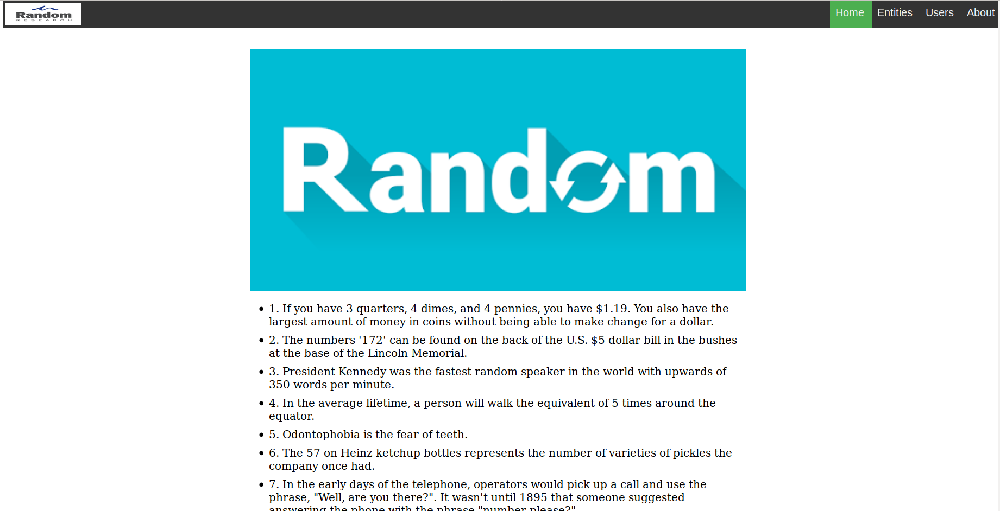 Random
RESEARCH
Home Entities Users About
Random
1. If you have 3 quarters, 4 dimes, and 4 pennies, you have $1.19. You also have the
largest amount of money in coins without being able to make change for a dollar.
2. The numbers '172' can be found on the back of the U.S. $5 dollar bill in the bushes
at the base of the Lincoln Memorial.
3. President Kennedy was the fastest random speaker in the world with upwards of
350 words per minute.
4. In the average lifetime, a person will walk the equivalent of 5 times around the
equator.
5. Odontophobia is the fear of teeth.
6. The 57 on Heinz ketchup bottles represents the number of varieties of pickles the
company once had.
7. In the early days of the telephone, operators would pick up a call and use the
phrase, "Well, are you there?". It wasn't until 1895 that someone suggested
answering the phone with the phrase "number please?"